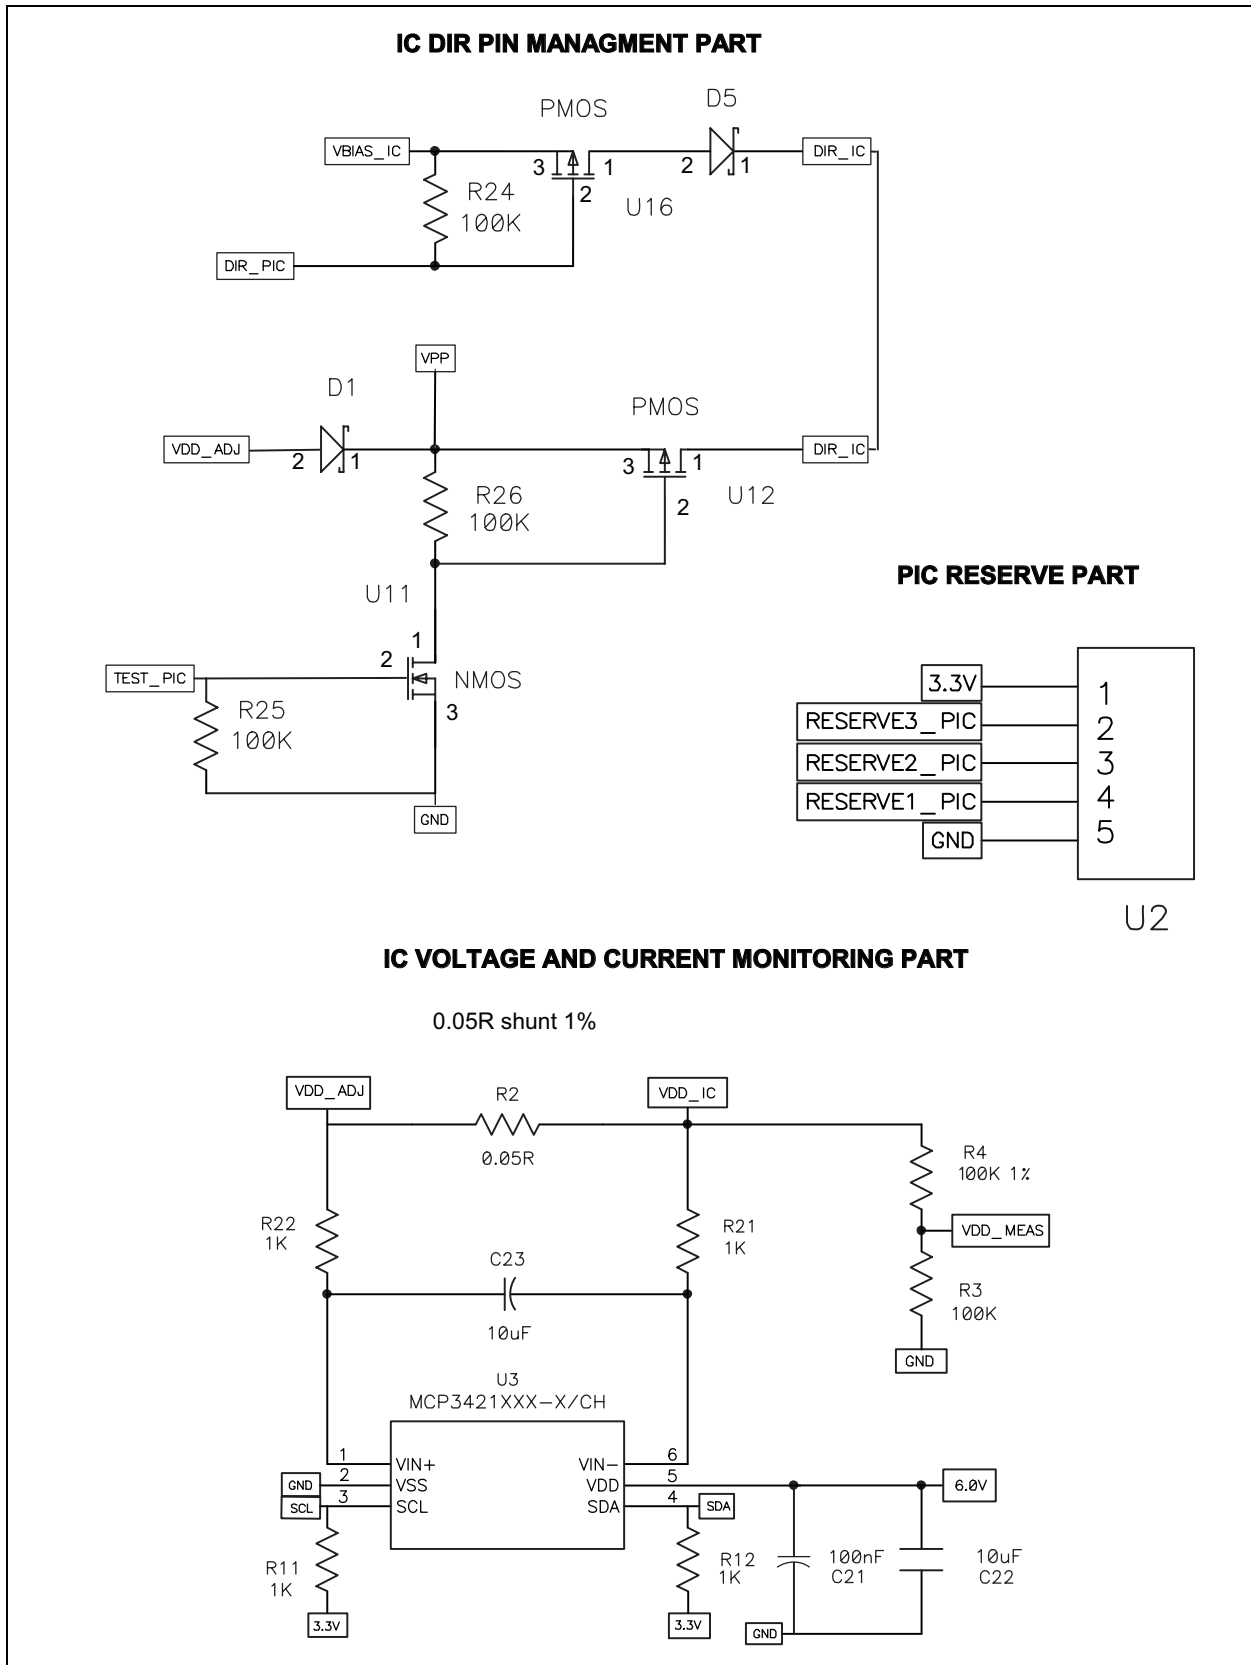 IC DIR PIN MANAGMENT PART
PMOS
D5
VBIAS_IC
3
1
2
U16
2
1
DIR_IC
R24
100K
DIR_PIC
VPP
D1
PMOS
VDD_ADJ
2
1
3
1
2
U12
DIR_IC
R26
100K
U11
1
2
TEST_PIC
NMOS
3
R25
100K
GND
PIC RESERVE PART
3.3V
1
RESERVE3_PIC
2
RESERVE2_PIC
3
RESERVE1_PIC
4
GND
5
U2
IC VOLTAGE AND CURRENT MONITORING PART
0.05R shunt 1%
VDD_ADJ
R2
0.05R
VDD_IC
R4
100K 1%
VDD_MEAS
R3
100K
GND
R22
1K
C23
10uF
R21
1K
U3
MCP3421XXX-X/CH
1
VIN+
VIN-
6
GND
2
VSS
VDD
5
6.0V
SCL
3
SCL
SDA
4
SDA
R11
1K
3.3V
R12
1K
3.3V
100nF
C21
10uF
C22
GND